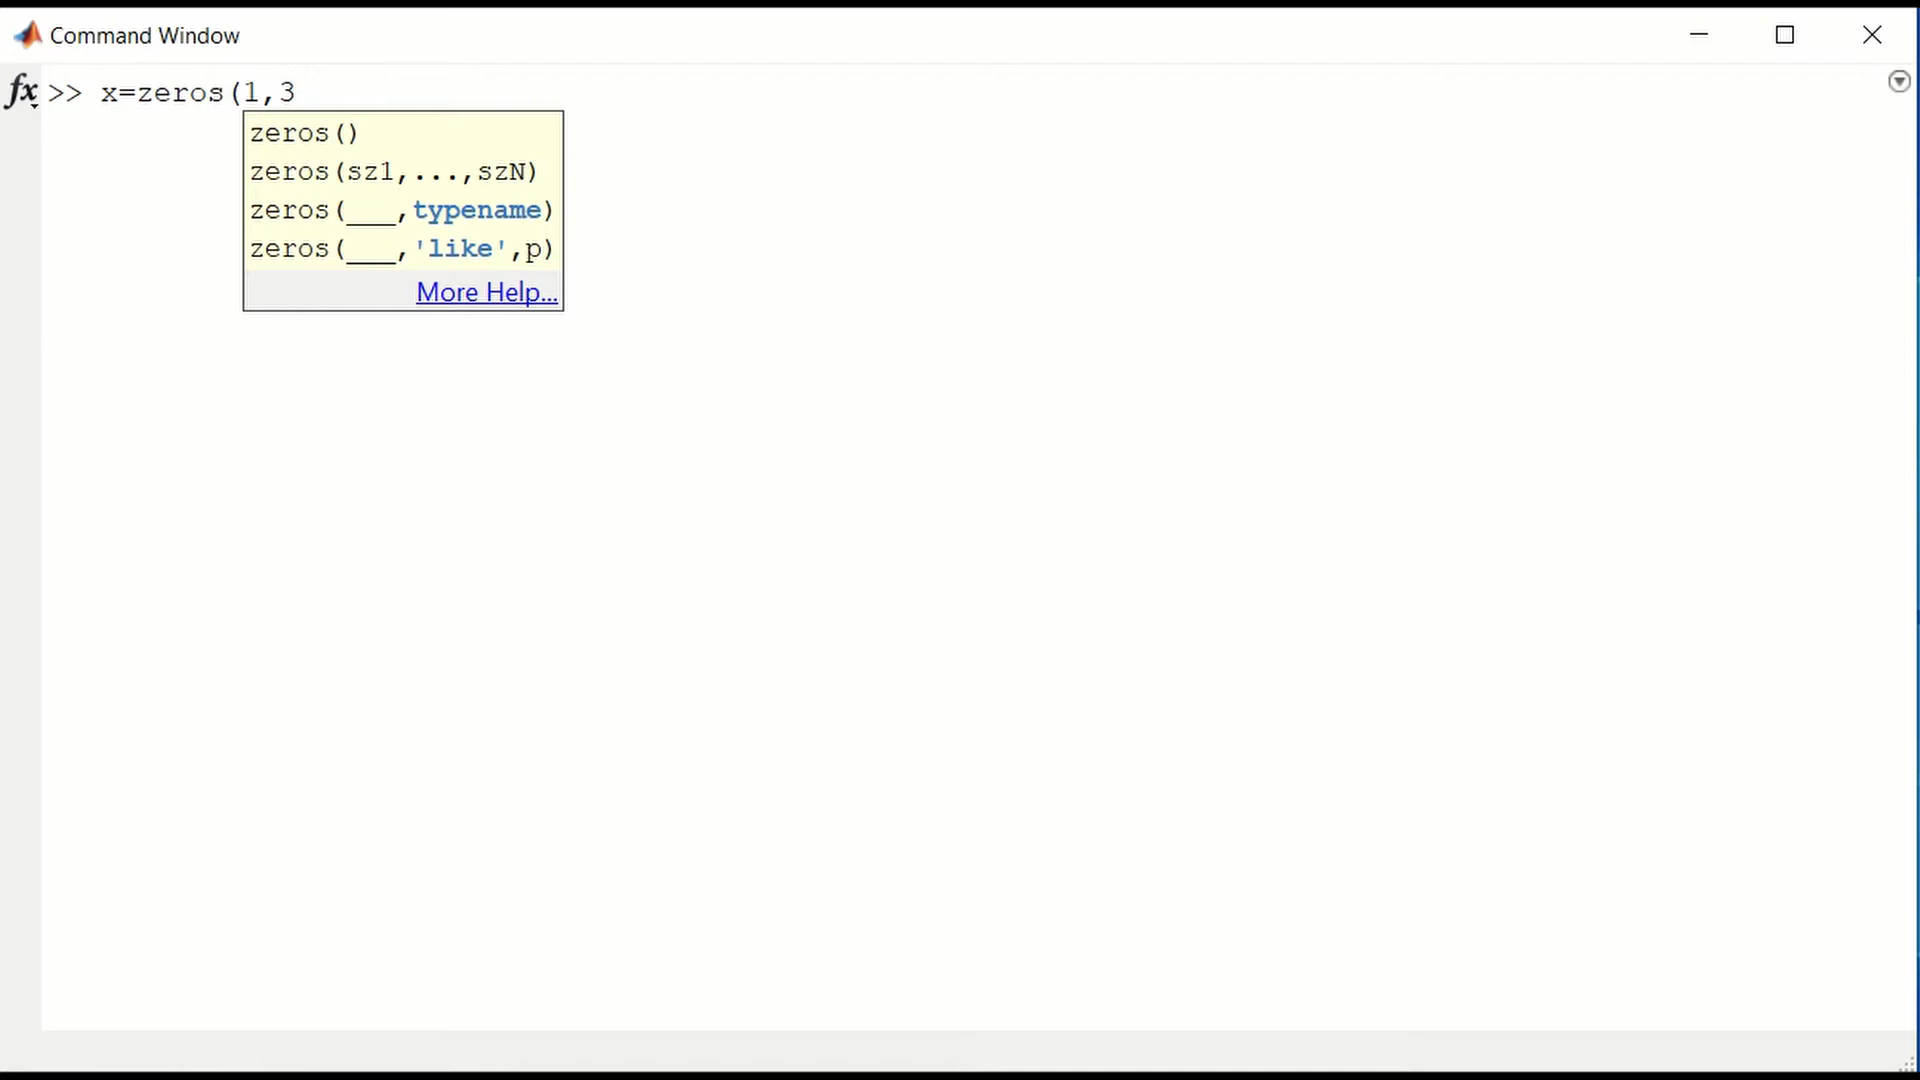 Command Window
fx >> x=zeros(1,3
zeros()
zeros(sz1,...,szN)
zeros(___,typename)
zeros(___,'like',p)
More Help...